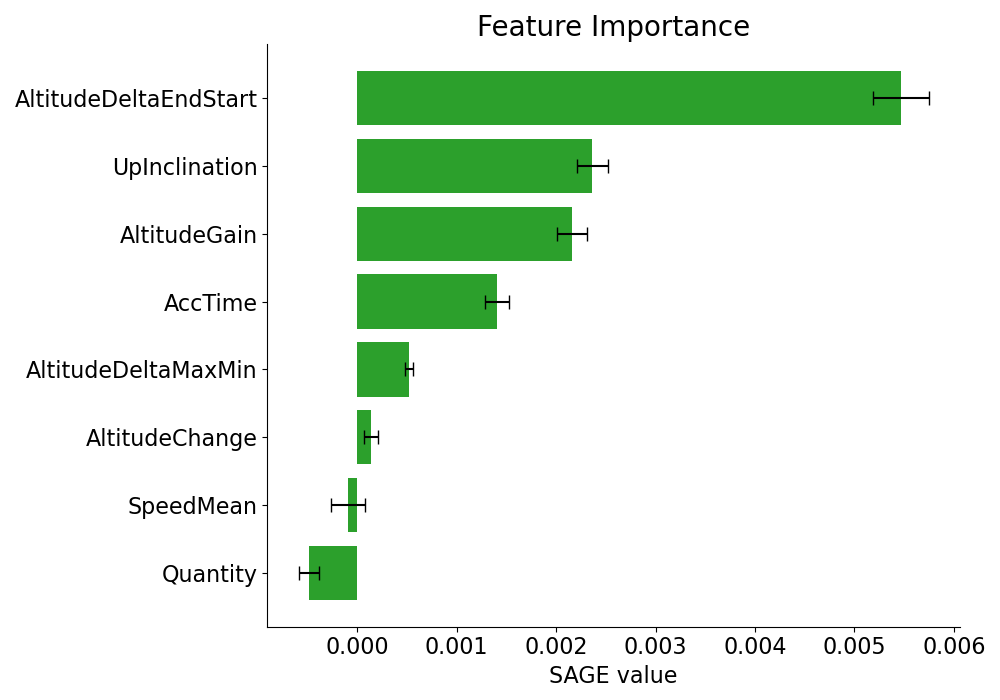 Feature Importance
AltitudeDeltaEndStart
UpInclination
AltitudeGain
AccTime
AltitudeDeltaMaxMin
AltitudeChange
SpeedMean
Quantity
0.000 0.001 0.002 0.003 0.004 0.005 0.006
SAGE value